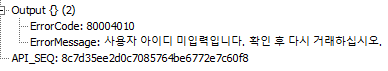 Output {} (2)
ErrorCode: 80004010
ErrorMessage: 사용자 아이디 미입력입니다. 확인 후 다시 거래하십시오.
API_SEQ: 8c7d35ee2d0c7085764be6772e7c60f8